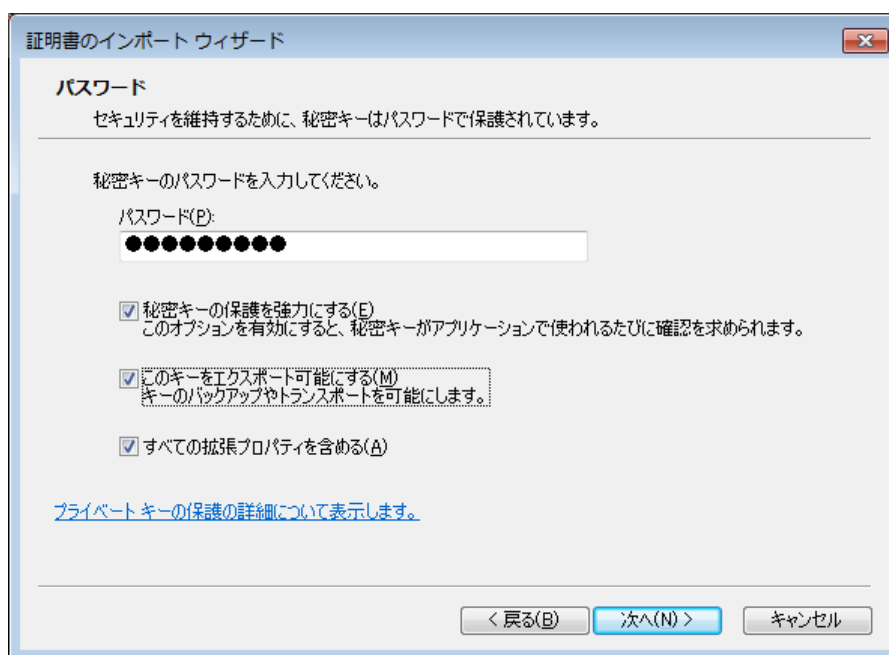 証明書のインポート ウィザード
パスワード
セキュリティを維持するために、秘密キーはパスワードで保護されています。
秘密キーのパスワードを入力してください。
パスワード(P):
●●●●●●●●●
秘密キーの保護を強力にする(E)
このオプションを有効にすると、秘密キーがアプリケーションで使われるたびに確認を求められます。
このキーをエクスポート可能にする(M)
キーのバックアップやトランスポートを可能にします。
すべての拡張プロパティを含める(A)
プライベート キーの保護の詳細について表示します。
< 戻る(B)
次へ(N) >
キャンセル